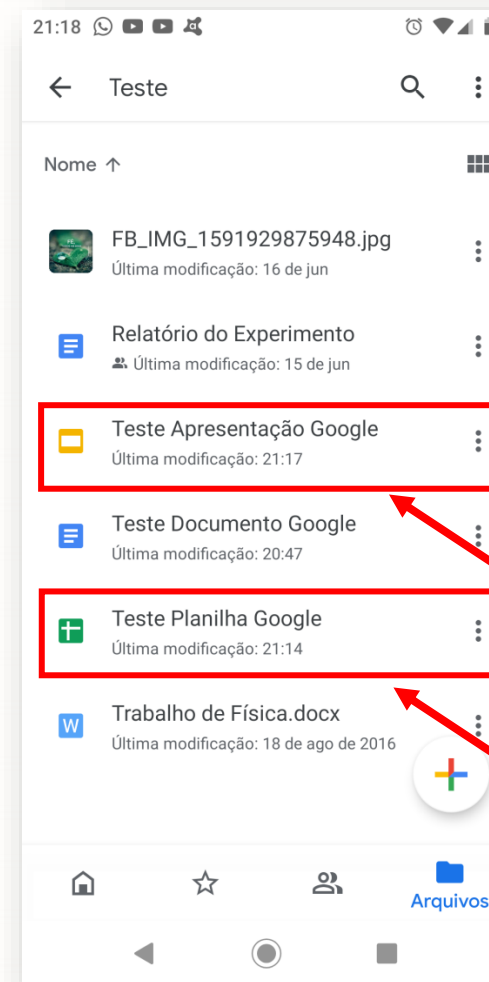 21:18
Teste
Nome
FB_IMG_1591929875948.jpg
Última modificação: 16 de jun
Relatório do Experimento
Última modificação: 15 de jun
Teste Apresentação Google
Última modificação: 21:17
Teste Documento Google
Última modificação: 20:47
Teste Planilha Google
Última modificação: 21:14
W
Trabalho de Física.docx
Última modificação: 18 de ago de 2016
Arquivos